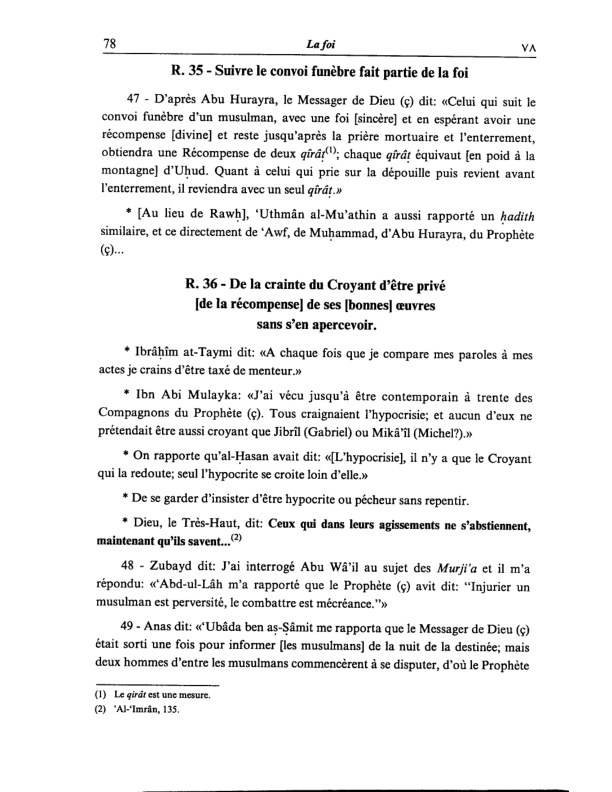 78 La foi ٧٨
R. 35 - Suivre le convoi funèbre fait partie de la foi
47 - D'après Abu Hurayra, le Messager de Dieu (ç) dit: «Celui qui suit le
convoi funèbre d'un musulman, avec une foi [sincère] et en espérant avoir une
récompense [divine] et reste jusqu'après la prière mortuaire et l'enterrement,
obtiendra une Récompense de deux qîrâṭ(1); chaque qîrâṭ équivaut [en poid à la
montagne] d'Uḥud. Quant à celui qui prie sur la dépouille puis revient avant
l'enterrement, il reviendra avec un seul qîrâṭ.»
* [Au lieu de Rawḥ], ‘Uthmân al-Mu'athin a aussi rapporté un ḥadith
similaire, et ce directement de ‘Awf, de Muḥammad, d'Abu Hurayra, du Prophète
(ç)...
R. 36 - De la crainte du Croyant d'être privé
[de la récompense] de ses [bonnes] œuvres
sans s'en apercevoir.
* Ibrâhîm at-Taymi dit: «A chaque fois que je compare mes paroles à mes
actes je crains d'être taxé de menteur.»
* Ibn Abi Mulayka: «J'ai vécu jusqu'à être contemporain à trente des
Compagnons du Prophète (ç). Tous craignaient l'hypocrisie; et aucun d'eux ne
prétendait être aussi croyant que Jibrîl (Gabriel) ou Mikâ'îl (Michel?).»
* On rapporte qu'al-Ḥasan avait dit: «[L'hypocrisie], il n'y a que le Croyant
qui la redoute; seul l'hypocrite se croite loin d'elle.»
* De se garder d'insister d'être hypocrite ou pécheur sans repentir.
* Dieu, le Très-Haut, dit: Ceux qui dans leurs agissements ne s'abstiennent,
maintenant qu'ils savent...(2)
48 - Zubayd dit: J'ai interrogé Abu Wâ'il au sujet des Murji'a et il m'a
répondu: «‘Abd-ul-Lâh m'a rapporté que le Prophète (ç) avit dit: “Injurier un
musulman est perversité, le combattre est mécréance.”»
49 - Anas dit: «‘Ubâda ben aṣ-Ṣâmit me rapporta que le Messager de Dieu (ç)
était sorti une fois pour informer [les musulmans] de la nuit de la destinée; mais
deux hommes d'entre les musulmans commencèrent à se disputer, d'où le Prophète
(1) Le qirât est une mesure.
(2) 'Al-‘Imrân, 135.